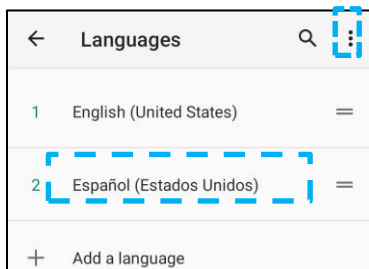 Languages
1 English (United States)
2 Español (Estados Unidos)
Add a language